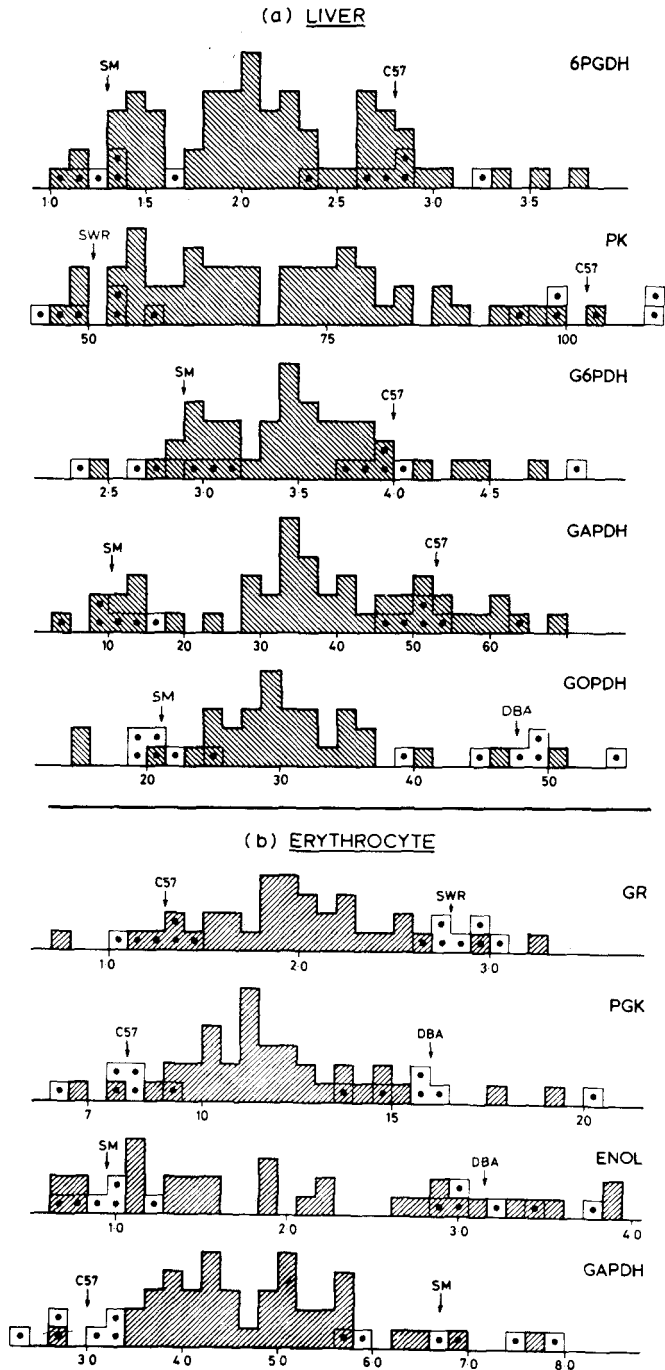 (a) LIVER
SM C57 6PGDH
1·0 1·5 2·0 2·5 3·0 3·5
SWR C57 PK
50 75 100
SM C57 G6PDH
2·5 3·0 3·5 4·0 4·5
SM C57 GAPDH
10 20 30 40 50 60
SM DBA GOPDH
20 30 40 50
(b) ERYTHROCYTE
C57 SWR GR
1·0 2·0 3·0
C57 DBA PGK
7 10 15 20
SM DBA ENOL
1·0 2·0 3·0 4·0
C57 SM GAPDH
3·0 4·0 5·0 6·0 7·0 8·0